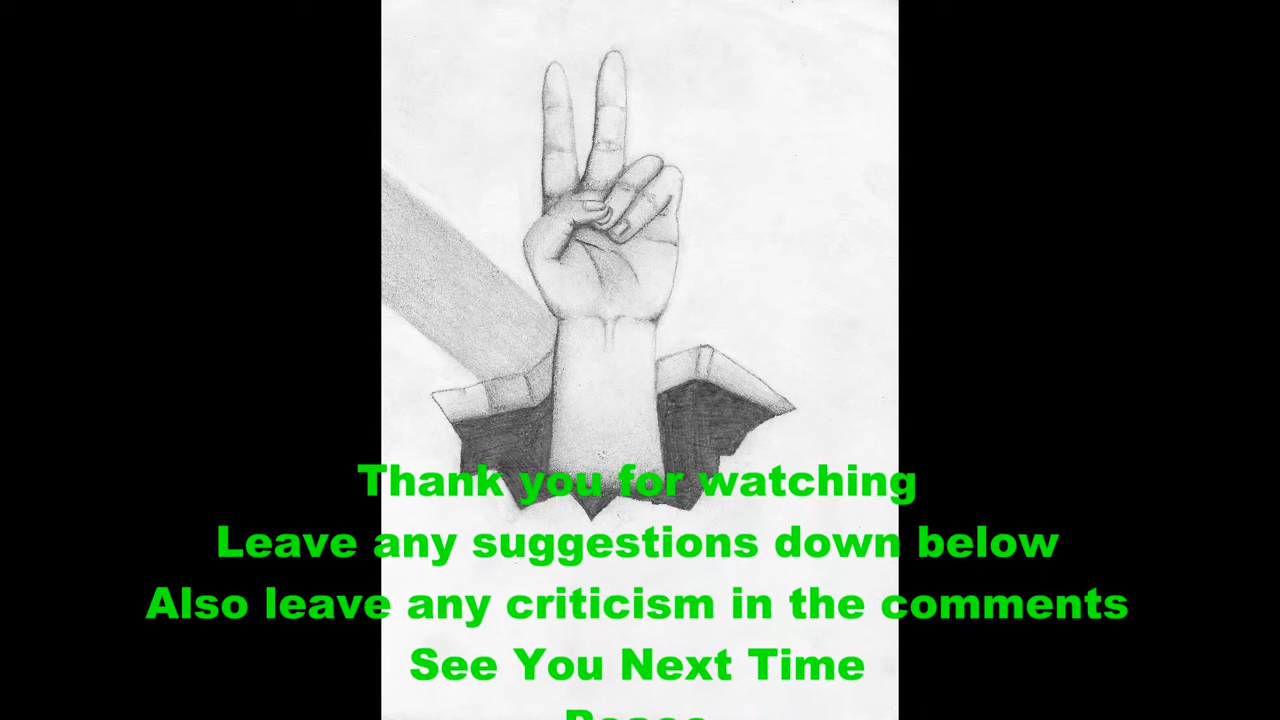 Thank you for watching
Leave any suggestions down below
Also leave any criticism in the comments
See You Next Time
Peace